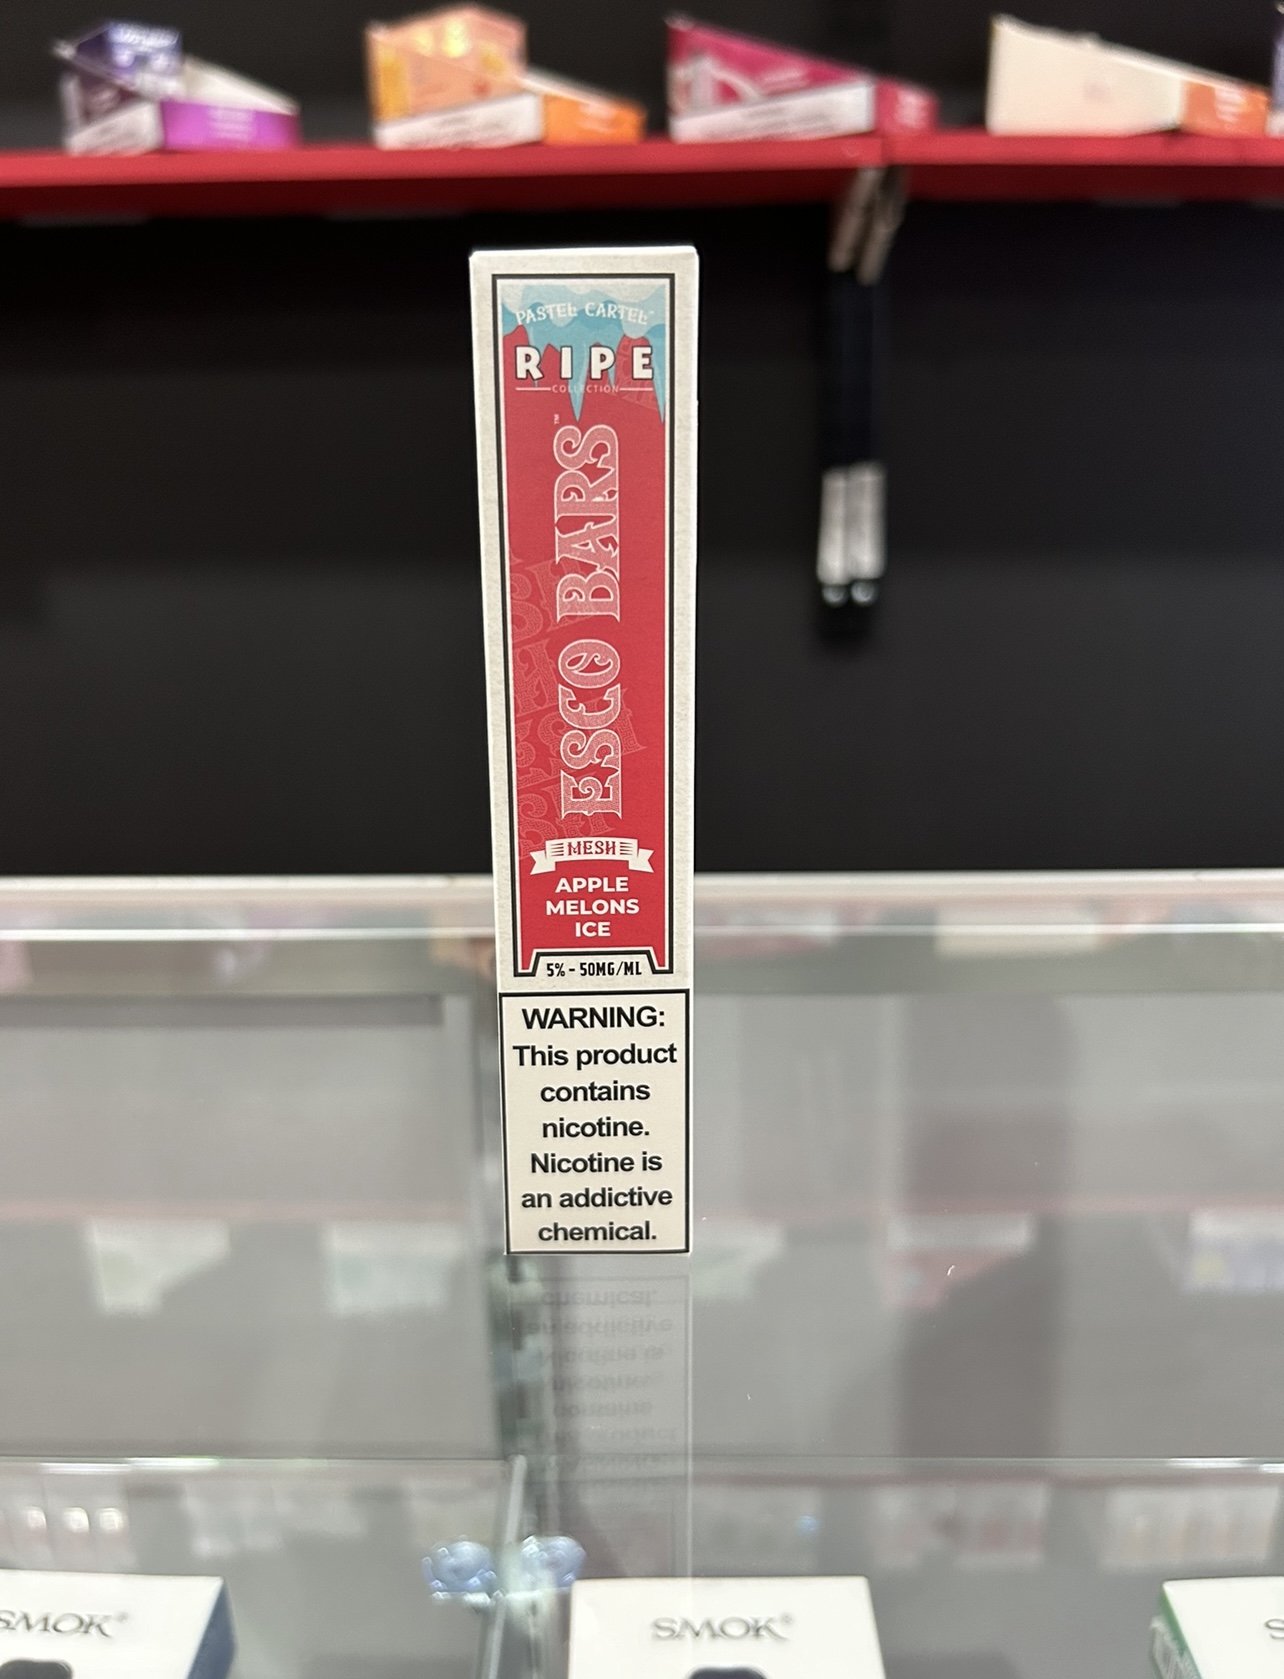 PASTEL CARTEL
RIPE
COLLECTION
ESCO BARS™
MESH
APPLE
MELONS
ICE
5% - 50MG/ML
WARNING:
This product
contains
nicotine.
Nicotine is
an addictive
chemical.
SMOK®
SMOK®